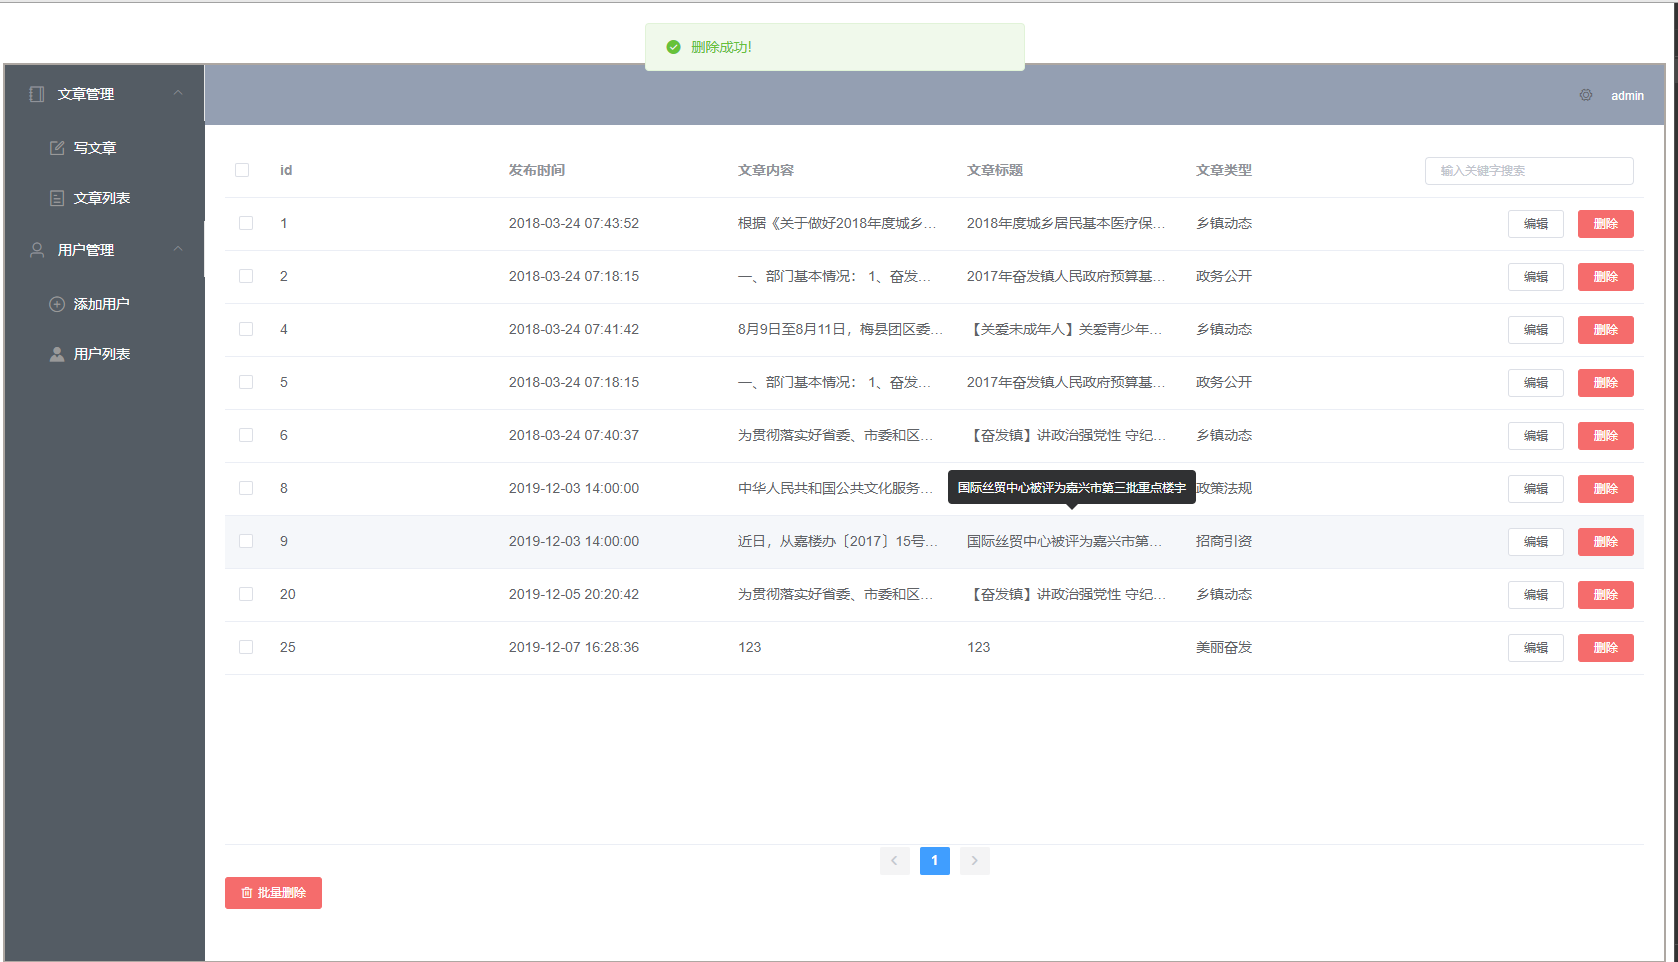 删除成功!
admin
文章管理
写文章
文章列表
用户管理
添加用户
用户列表
id 发布时间 文章内容 文章标题 文章类型 输入关键字搜索
1 2018-03-24 07:43:52 根据《关于做好2018年度城乡… 2018年度城乡居民基本医疗保… 乡镇动态 编辑 删除
2 2018-03-24 07:18:15 一、部门基本情况： 1、奋发… 2017年奋发镇人民政府预算基… 政务公开 编辑 删除
4 2018-03-24 07:41:42 8月9日至8月11日，梅县团区委… 【关爱未成年人】关爱青少年… 乡镇动态 编辑 删除
5 2018-03-24 07:18:15 一、部门基本情况： 1、奋发… 2017年奋发镇人民政府预算基… 政务公开 编辑 删除
6 2018-03-24 07:40:37 为贯彻落实好省委、市委和区… 【奋发镇】讲政治强党性 守纪… 乡镇动态 编辑 删除
8 2019-12-03 14:00:00 中华人民共和国公共文化服务… 国际丝贸中心被评为嘉兴市第三批重点楼宇 政策法规 编辑 删除
9 2019-12-03 14:00:00 近日，从嘉楼办〔2017〕15号… 国际丝贸中心被评为嘉兴市第… 招商引资 编辑 删除
20 2019-12-05 20:20:42 为贯彻落实好省委、市委和区… 【奋发镇】讲政治强党性 守纪… 乡镇动态 编辑 删除
25 2019-12-07 16:28:36 123 123 美丽奋发 编辑 删除
1
批量删除